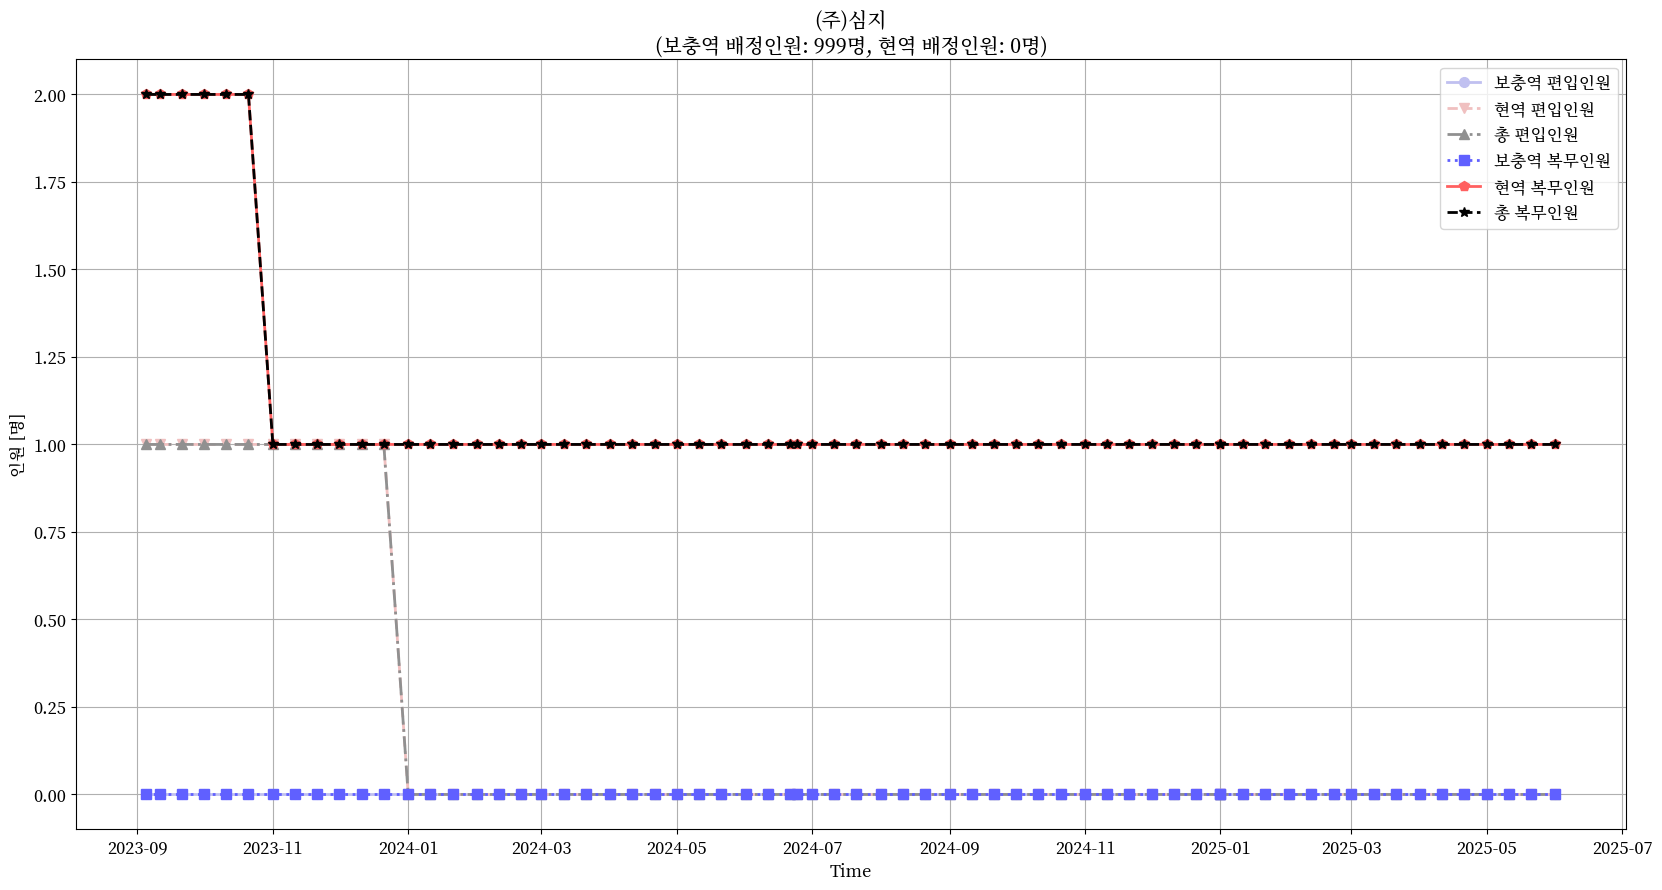 (주)심지
(보충역 배정인원: 999명, 현역 배정인원: 0명)
보충역 편입인원
현역 편입인원
총 편입인원
보충역 복무인원
현역 복무인원
총 복무인원
인원 [명]
2.00
1.75
1.50
1.25
1.00
0.75
0.50
0.25
0.00
2023-09
2023-11
2024-01
2024-03
2024-05
2024-07
2024-09
2024-11
2025-01
2025-03
2025-05
2025-07
Time